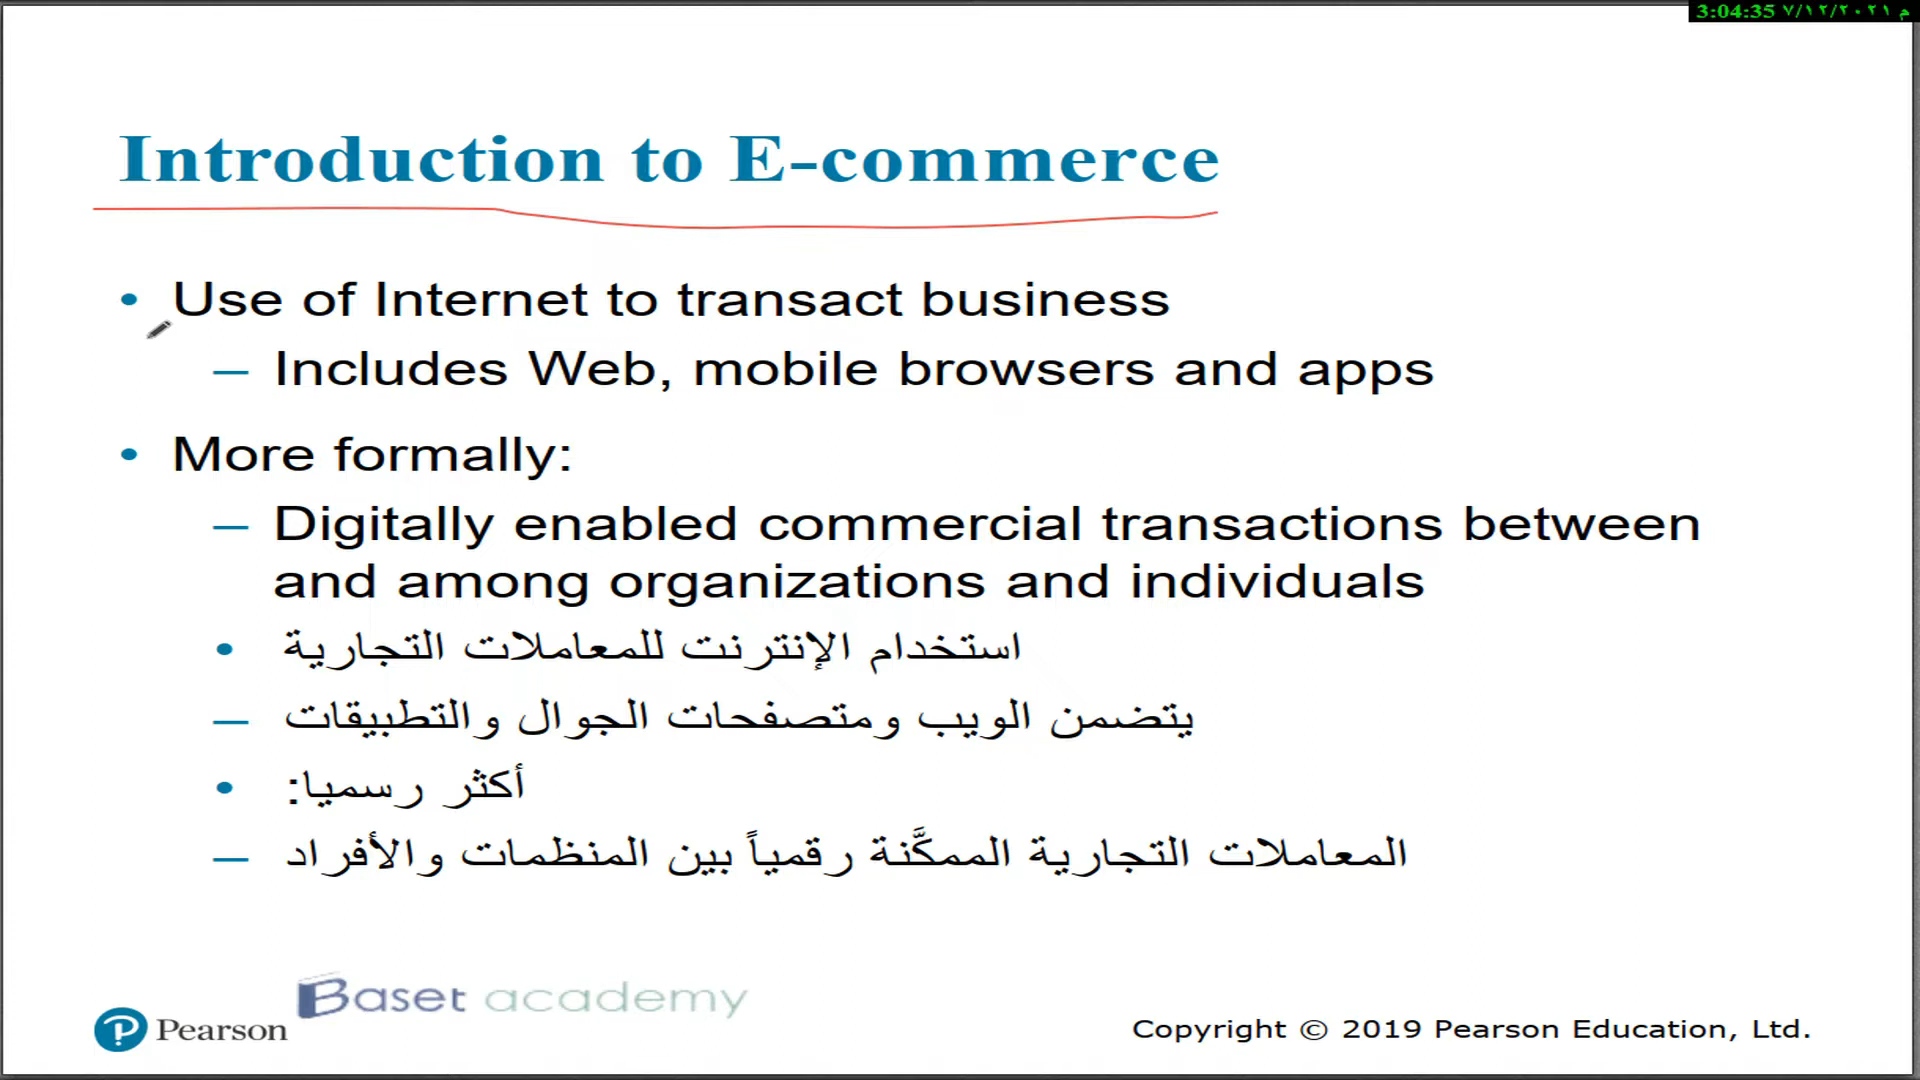 3:04:35 م ٧/١٢/٢٠٢١
Introduction to E-commerce
• Use of Internet to transact business
– Includes Web, mobile browsers and apps
• More formally:
– Digitally enabled commercial transactions between
and among organizations and individuals
• استخدام الإنترنت للمعاملات التجارية
– يتضمن الويب ومتصفحات الجوال والتطبيقات
• أكثر رسميا:
– المعاملات التجارية الممكَّنة رقمياً بين المنظمات والأفراد
Baset academy
Pearson
Copyright © 2019 Pearson Education, Ltd.